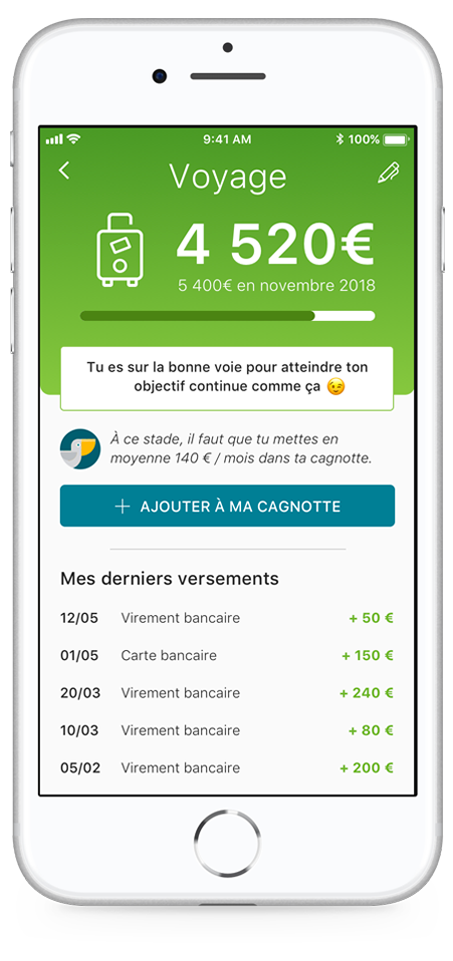 9:41 AM 100%
Voyage
4 520€
5 400€ en novembre 2018
Tu es sur la bonne voie pour atteindre ton
objectif continue comme ça 😉
À ce stade, il faut que tu mettes en
moyenne 140 € / mois dans ta cagnotte.
+ AJOUTER À MA CAGNOTTE
Mes derniers versements
12/05 Virement bancaire + 50 €
01/05 Carte bancaire + 150 €
20/03 Virement bancaire + 240 €
10/03 Virement bancaire + 80 €
05/02 Virement bancaire + 200 €